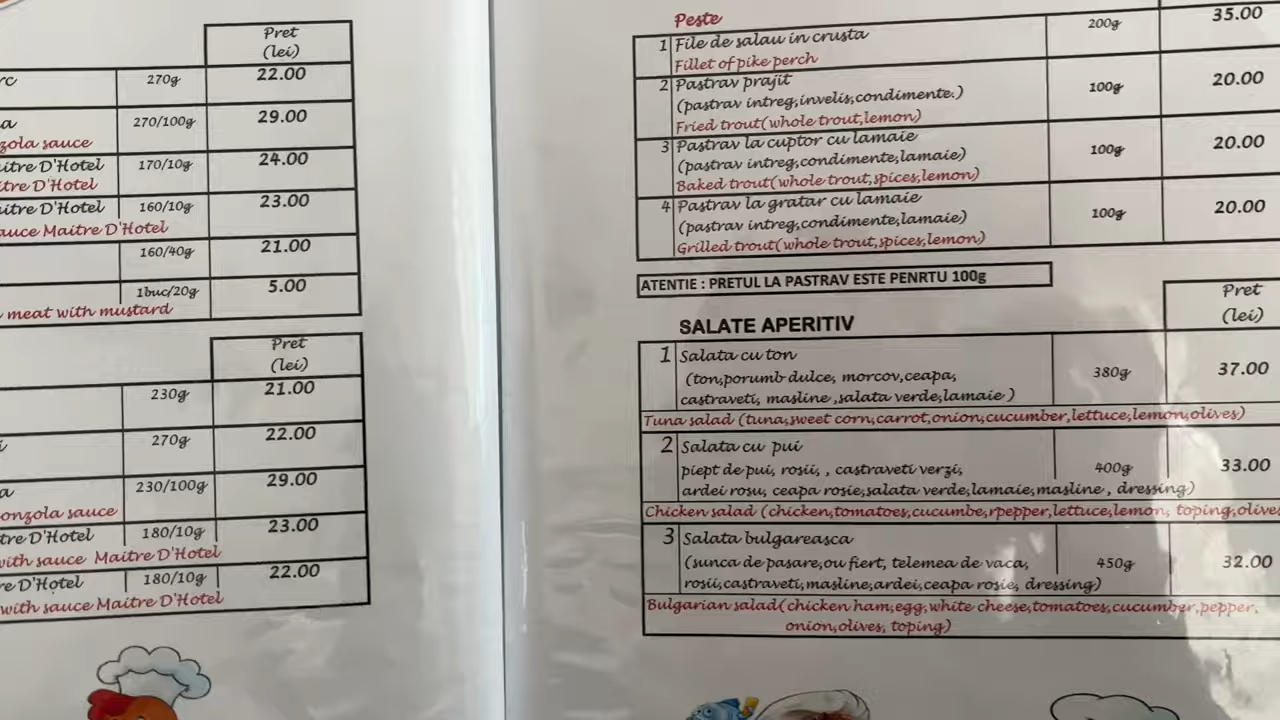 Pret
(lei)
270g 22.00
270/100g 29.00
sauce
D'Hotel 170/10g 24.00
D'Hotel
D'Hotel 160/10g 23.00
Maitre D'Hotel
160/40g 21.00
1buc/20g 5.00
meat with mustard
Pret
(lei)
230g 21.00
270g 22.00
230/100g 29.00
sauce
D'Hotel 180/10g 23.00
with sauce Maitre D'Hotel
D'Hotel 180/10g 22.00
with sauce Maitre D'Hotel
Peste
1 File de salau in crusta 200g 35.00
Fillet of pike perch
2 Pastrav prajit
(pastrav intreg,invelis,condimente.) 100g 20.00
Fried trout(whole trout,lemon)
3 Pastrav la cuptor cu lamaie
(pastrav intreg,condimente,lamaie) 100g 20.00
Baked trout(whole trout,spices,lemon)
4 Pastrav la gratar cu lamaie
(pastrav intreg,condimente,lamaie) 100g 20.00
Grilled trout(whole trout,spices,lemon)
ATENTIE : PRETUL LA PASTRAV ESTE PENRTU 100g
Pret
(lei)
SALATE APERITIV
1 Salata cu ton
(ton,porumb dulce, morcov,ceapa, 380g 37.00
castraveti, masline ,salata verde,lamaie )
Tuna salad (tuna,sweet corn,carrot,onion,cucumber,lettuce,lemon,olives)
2 Salata cu pui
piept de pui, rosii, , castraveti verzi, 400g 33.00
ardei rosu, ceapa rosie,salata verde,lamaie,masline , dressing)
Chicken salad (chicken,tomatoes,cucumbe,rpepper,lettuce,lemon, toping,olives
3 Salata bulgareasca
(sunca de pasare,ou fiert, telemea de vaca, 450g 32.00
rosii,castraveti,masline,ardei,ceapa rosie, dressing)
Bulgarian salad(chicken ham,egg,white cheese,tomatoes,cucumber,pepper,
onion,olives, toping)